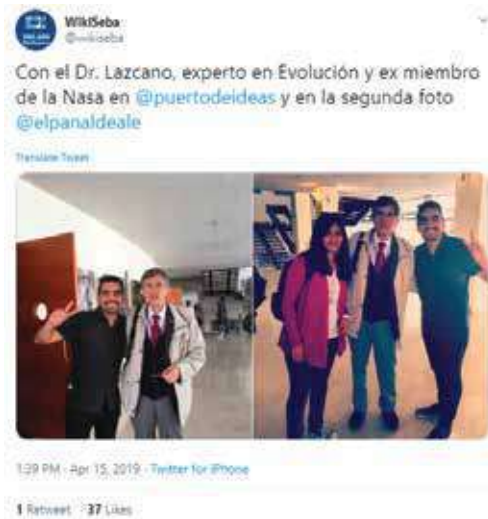 WikiSeba
@wikiseba
Con el Dr. Lazcano, experto en Evolución y ex miembro
de la Nasa en @puertodeideas y en la segunda foto
@elpanaldeale
Translate Tweet
1:39 PM · Apr 15, 2019 · Twitter for iPhone
1 Retweet 37 Likes